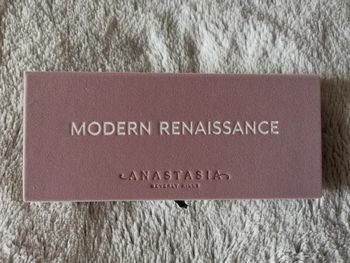 MODERN RENAISSANCE
ANASTASIA
BEVERLY HILLS